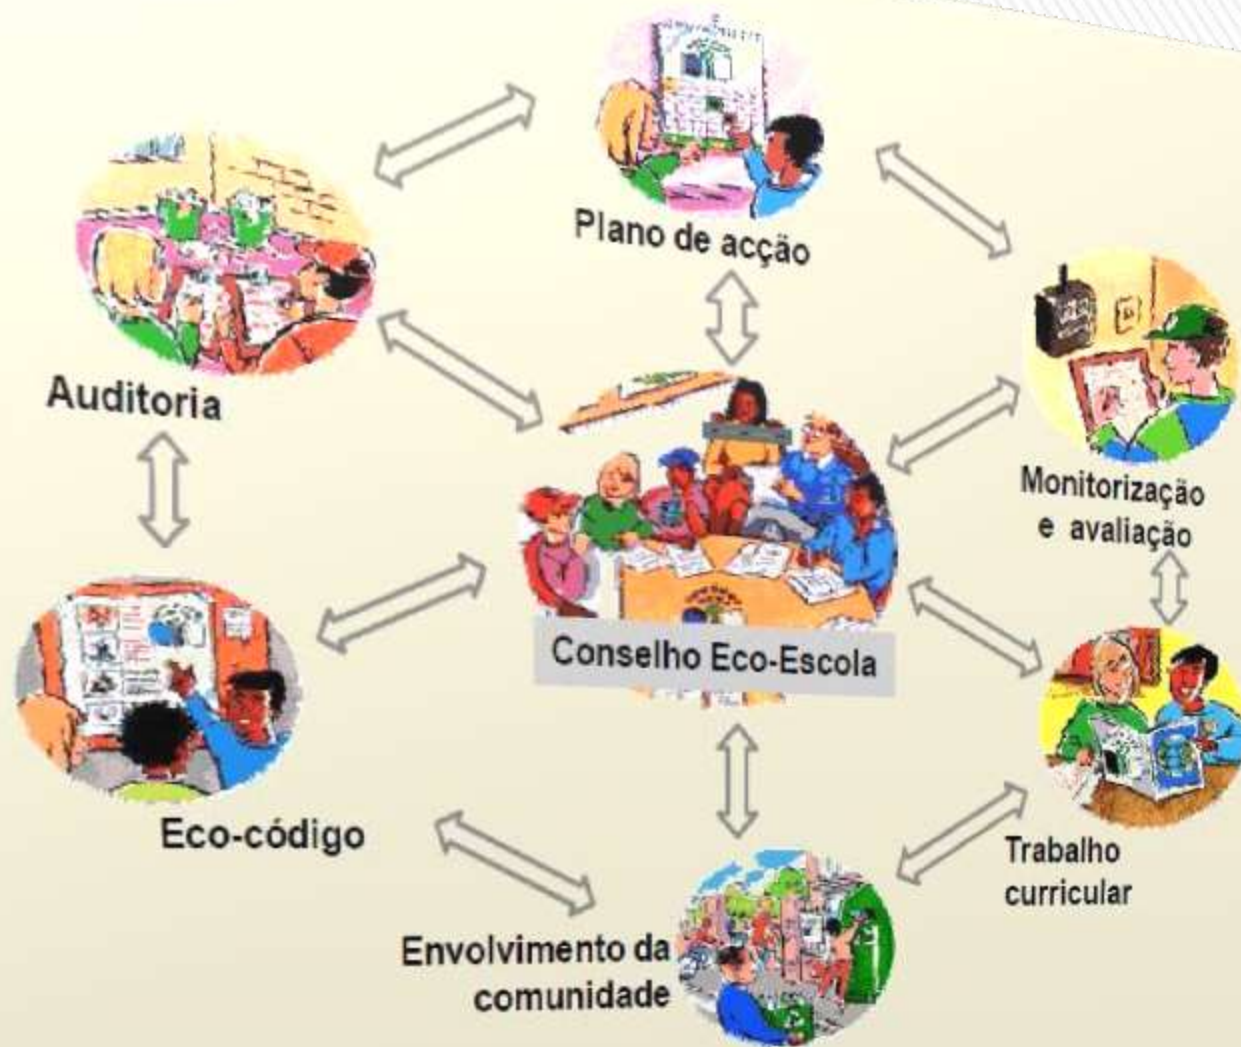 Plano de acção
Auditoria
Monitorização
e avaliação
Conselho Eco-Escola
Eco-código
Trabalho
curricular
Envolvimento da
comunidade